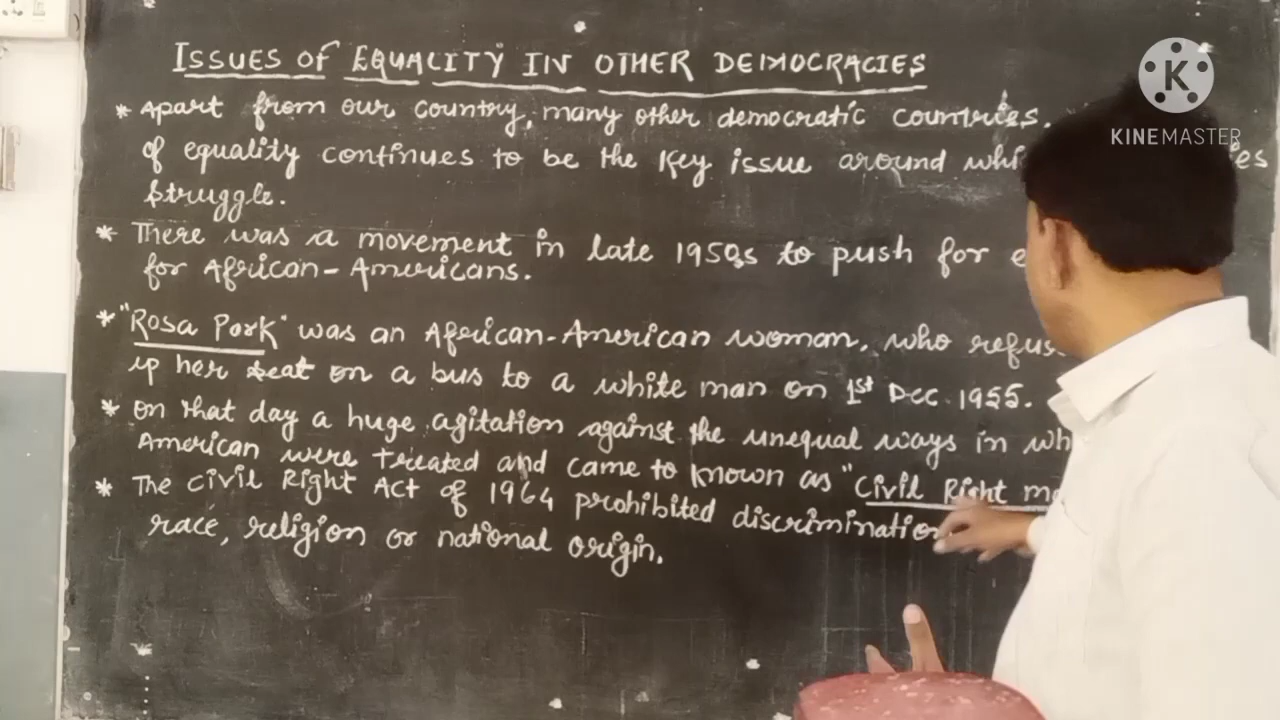 ISSUES OF EQUALITY IN OTHER DEMOCRACIES
* Apart from our country, many other democratic countries.
of equality continues to be the key issue around
struggle.
* There was a movement in late 1950s to push for
for African-Americans.
* "Rosa Park" was an African-American woman, who
up her seat on a bus to a white man on 1st Dec 1955.
* on that day a huge agitation against the unequal ways in
American were treated and came to known as "Civil Right
* The Civil Right Act of 1964 prohibited discrimination
race, religion or national origin.
K
KINEMASTER